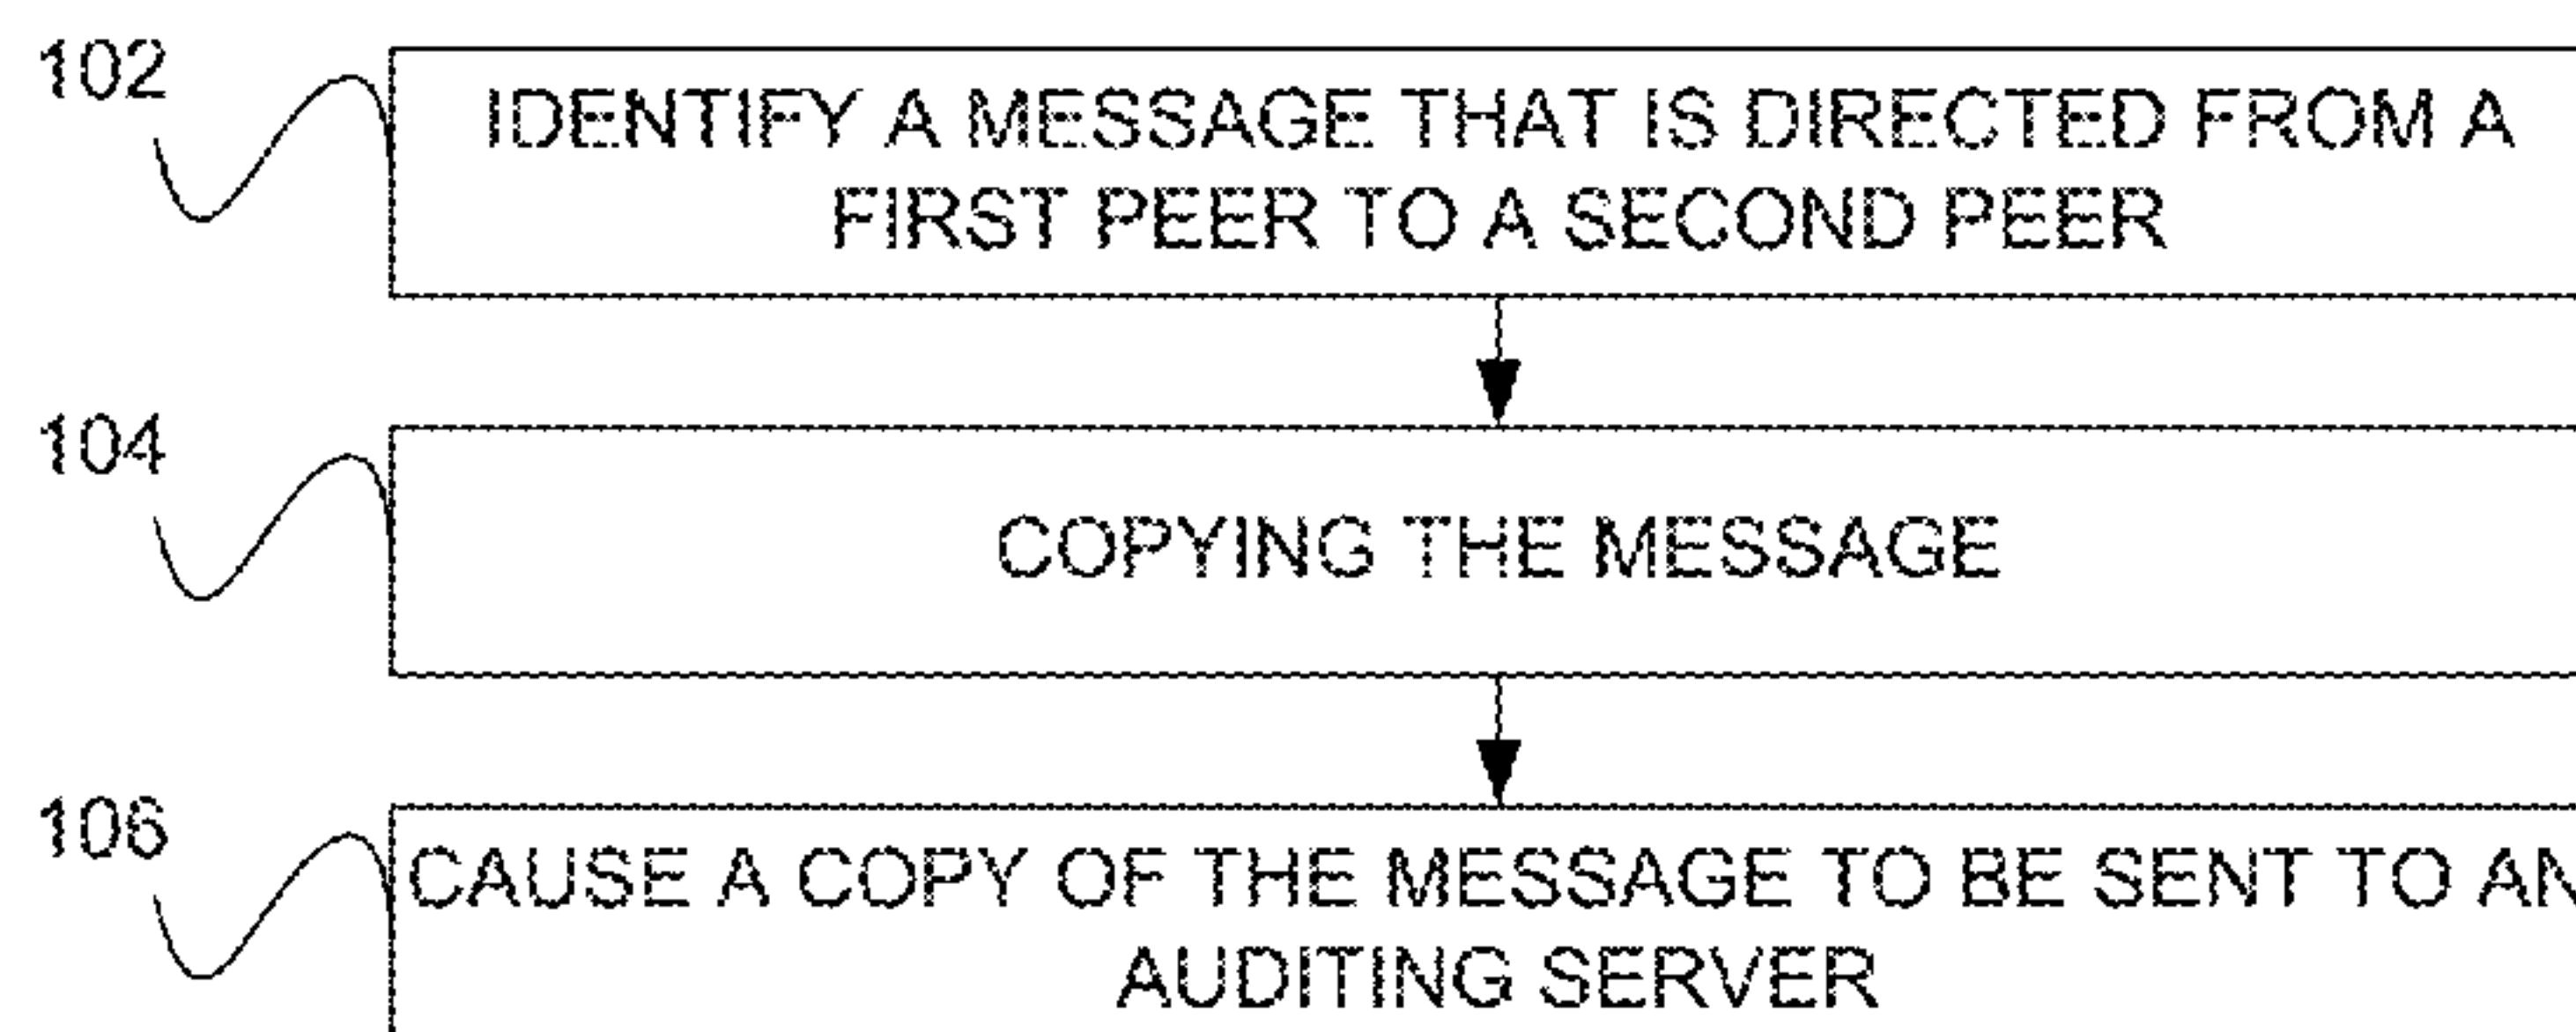 102
IDENTIFY A MESSAGE THAT IS DIRECTED FROM A
FIRST PEER TO A SECOND PEER
104
COPYING THE MESSAGE
106
CAUSE A COPY OF THE MESSAGE TO BE SENT TO AN
AUDITING SERVER